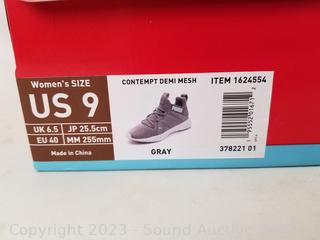 Women's SIZE
US 9
UK 6.5 JP 25.5cm
EU 40 MM 255mm
Made in China
CONTEMPT DEMI MESH
GRAY
ITEM 1624554
378221 01
Copyright 2023 - Sound Auction